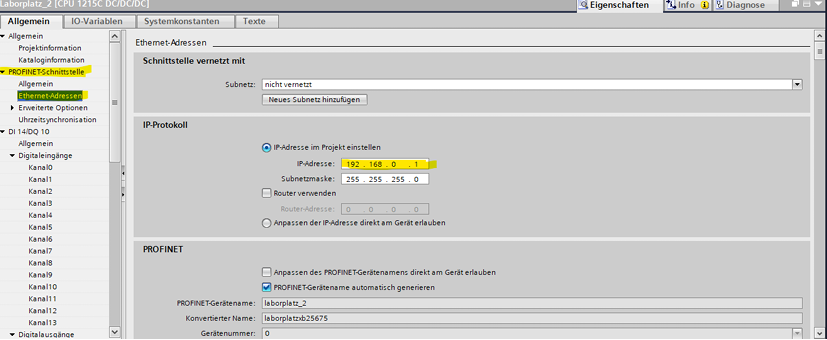 Laborplatz_2 [CPU 1215C DC/DC/DC]
Eigenschaften
Info
Diagnose
Allgemein
IO-Variablen
Systemkonstanten
Texte
Allgemein
Projektinformation
Kataloginformation
PROFINET-Schnittstelle
Allgemein
Ethernet-Adressen
Erweiterte Optionen
Uhrzeitsynchronisation
DI 14/DQ 10
Allgemein
Digitaleingänge
Kanal0
Kanal1
Kanal2
Kanal3
Kanal4
Kanal5
Kanal6
Kanal7
Kanal8
Kanal9
Kanal10
Kanal11
Kanal12
Kanal13
Digitalausgänge
Ethernet-Adressen
Schnittstelle vernetzt mit
Subnetz: nicht vernetzt
Neues Subnetz hinzufügen
IP-Protokoll
IP-Adresse im Projekt einstellen
IP-Adresse: 192 . 168 . 0 . 1
Subnetzmaske: 255 . 255 . 255 . 0
Router verwenden
Router-Adresse: 0 . 0 . 0 . 0
Anpassen der IP-Adresse direkt am Gerät erlauben
PROFINET
Anpassen des PROFINET-Gerätenamens direkt am Gerät erlauben
PROFINET-Gerätename automatisch generieren
PROFINET-Gerätename: laborplatz_2
Konvertierter Name: laborplatzxb25675
Gerätenummer: 0